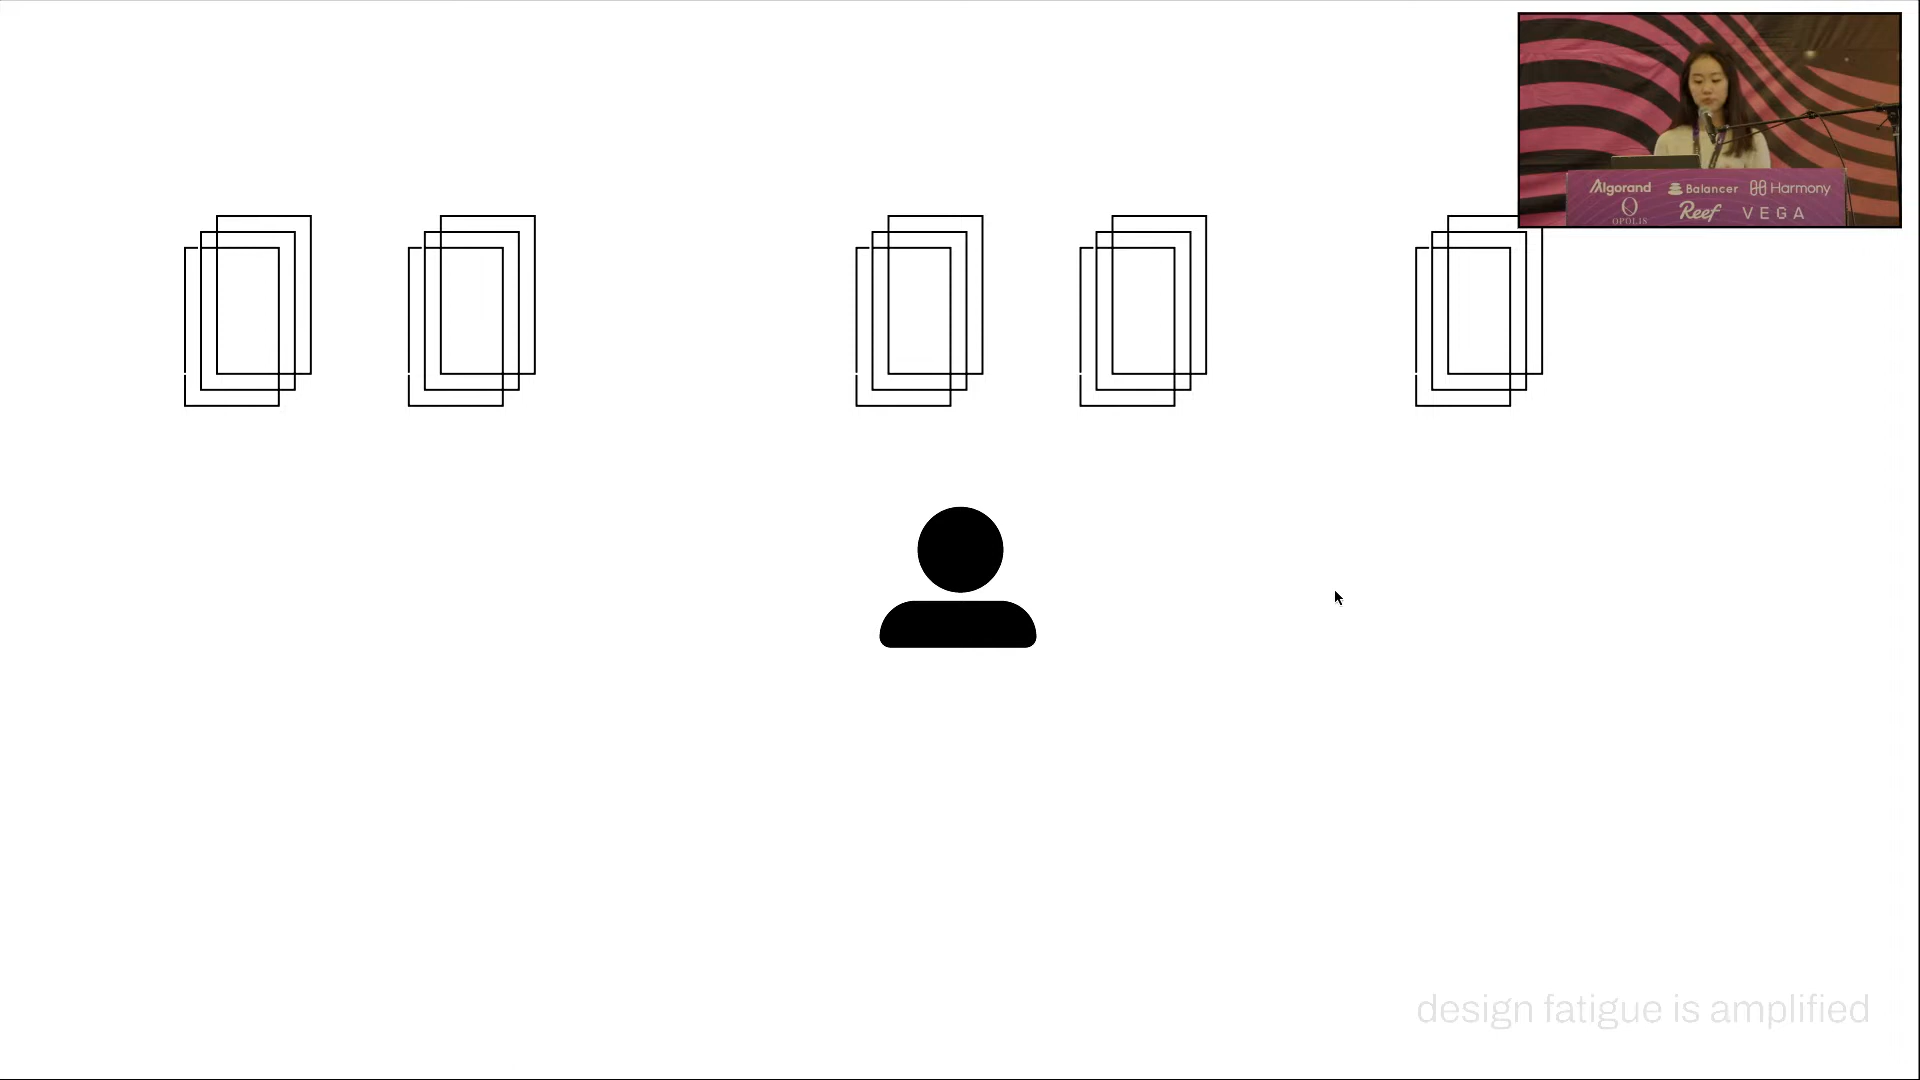 Algorand Balancer Harmony
OPOLIS Reef VEGA
design fatigue is amplified